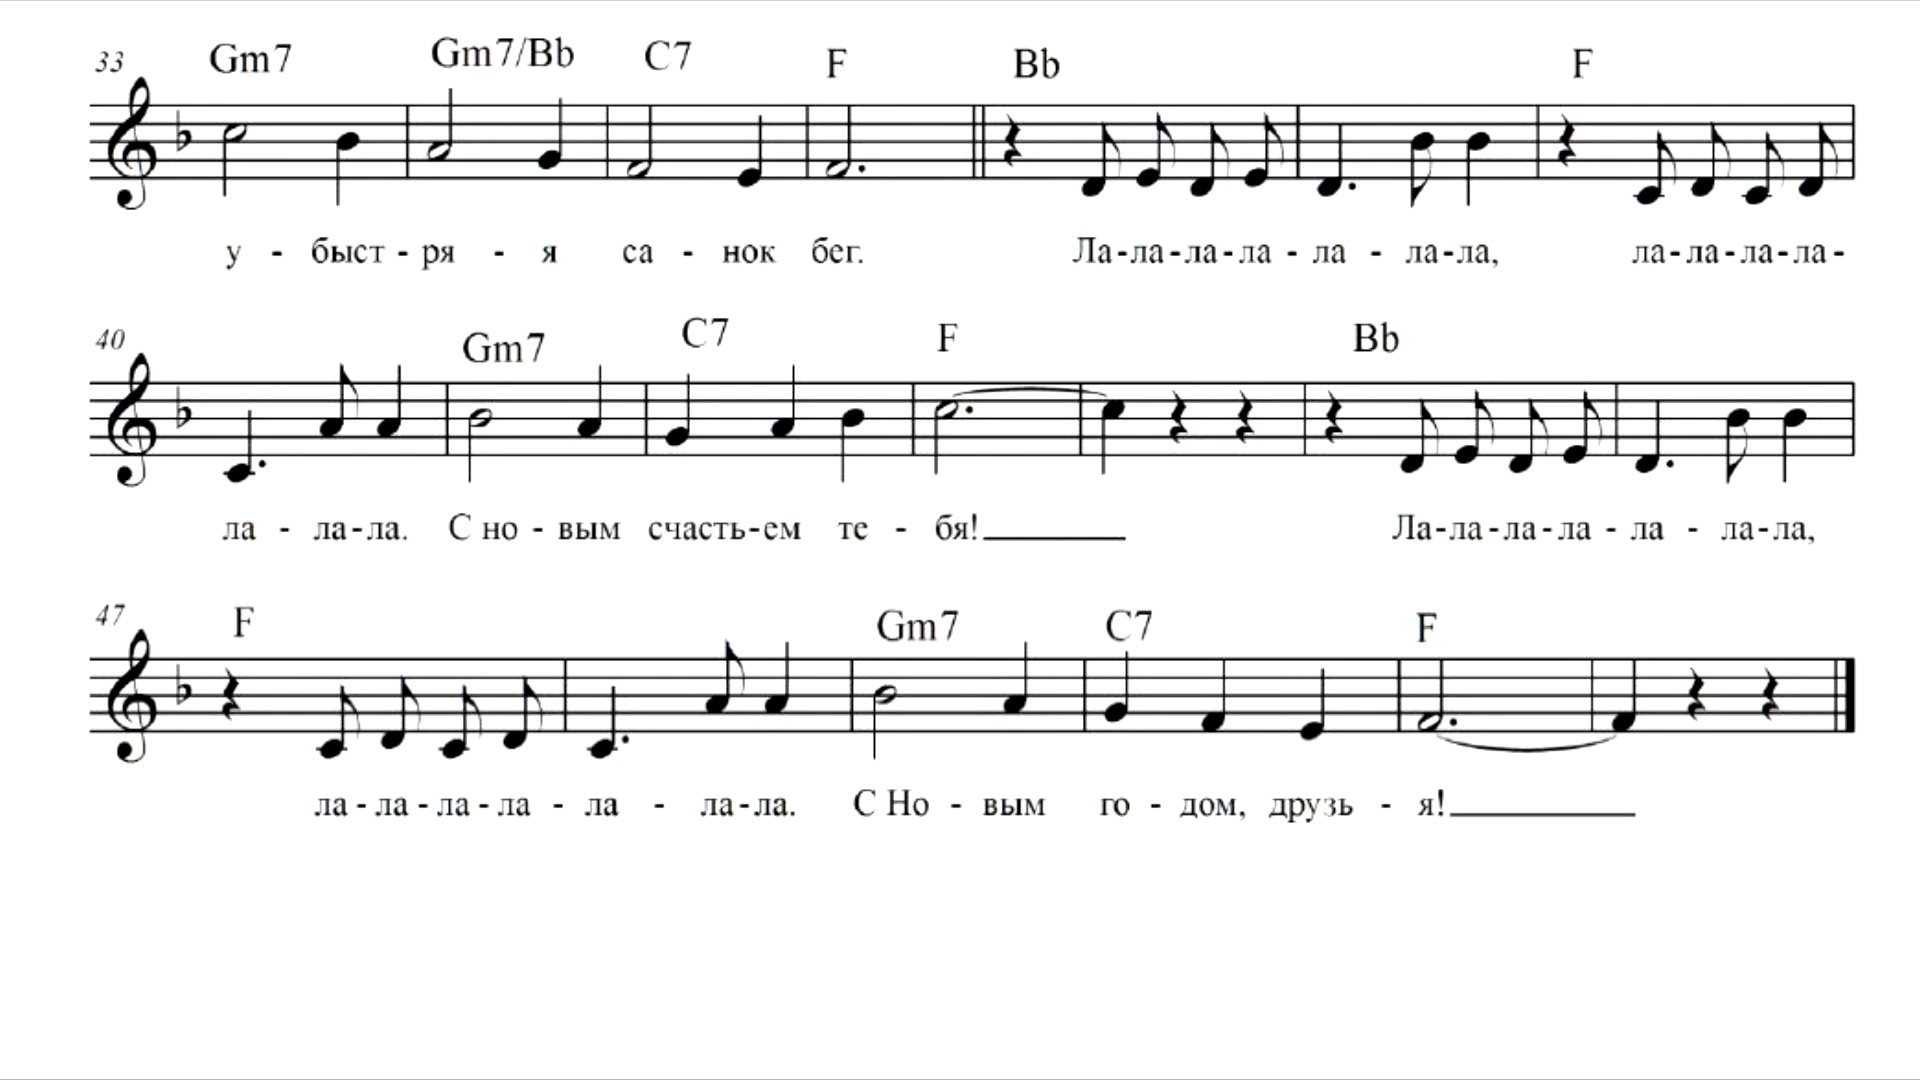 33 Gm7 Gm7/Bb C7 F Bb F
у - быст - ря - я са - нок бег. Ла-ла-ла-ла - ла - ла-ла, ла-ла-ла-ла-
40 Gm7 C7 F Bb
ла - ла-ла. С но - вым счасть-ем те - бя! Ла-ла-ла-ла - ла - ла-ла,
47 F Gm7 C7 F
ла - ла - ла - ла - ла - ла-ла. С Но - вым го - дом, друзь - я!